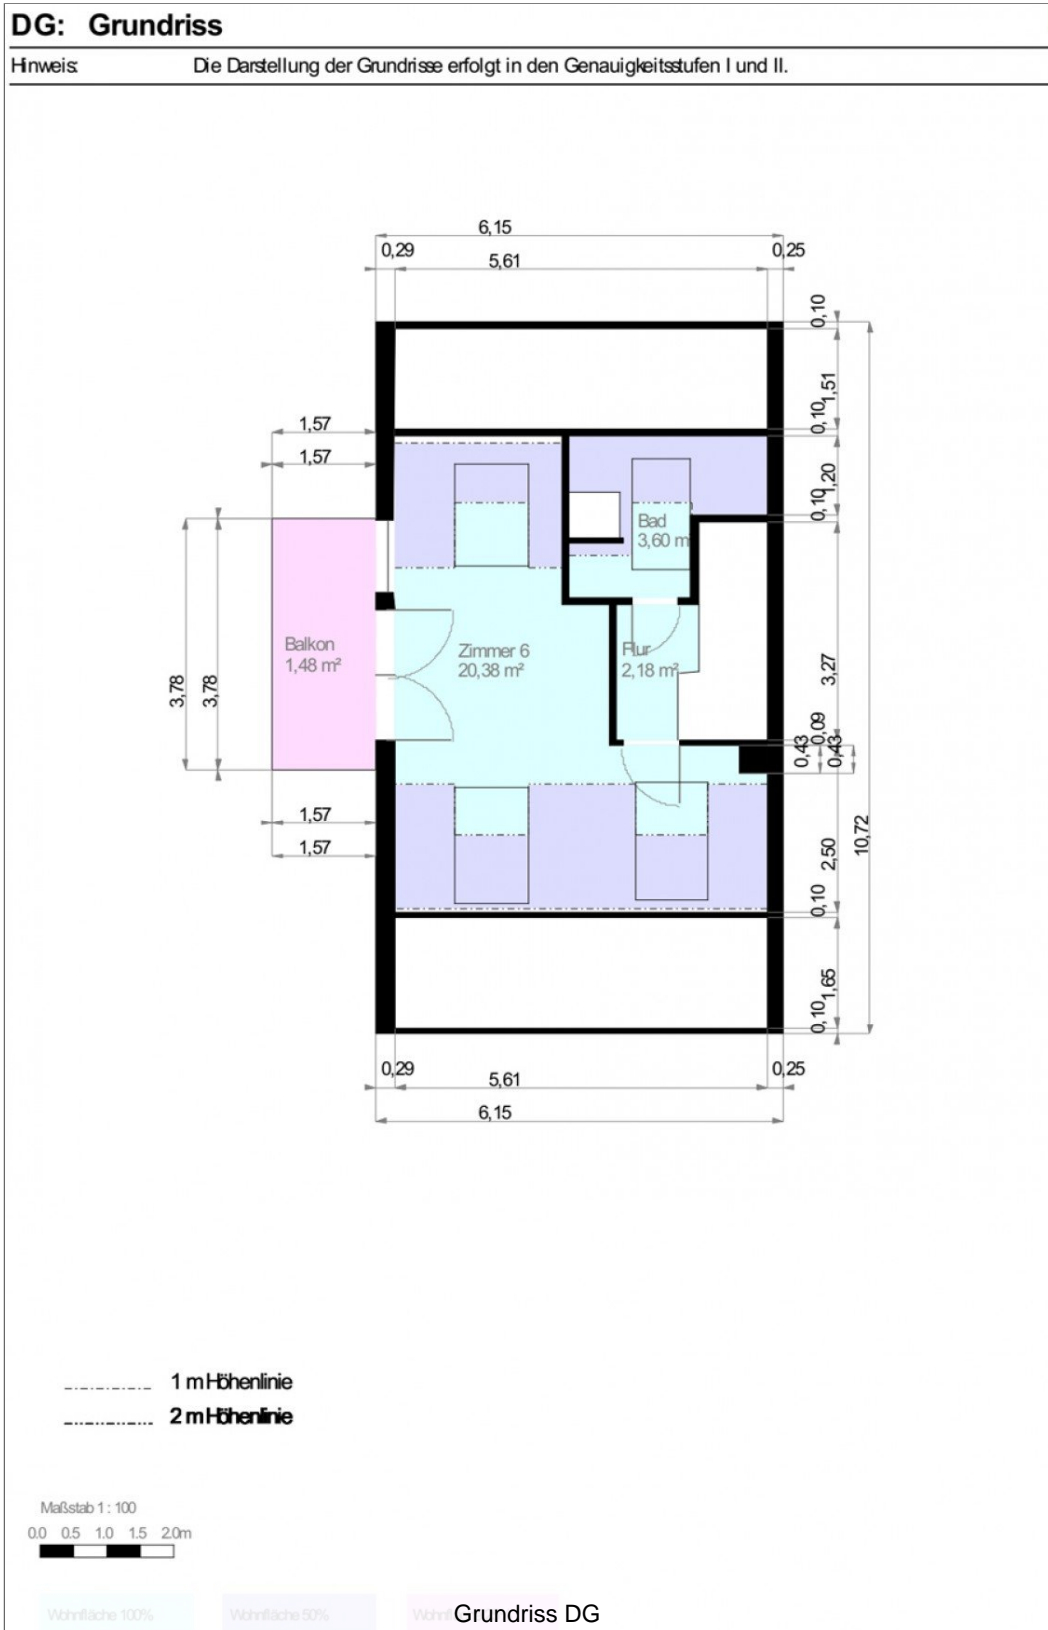 DG: Grundriss
Hinweis: Die Darstellung der Grundrisse erfolgt in den Genauigkeitsstufen I und II.
6,15
0,29 0,25
5,61
0,10
1,51
0,10
1,20
0,10
1,57
1,57
Bad
3,60 m
Balkon
1,48 m²
Zimmer 6
20,38 m²
Flur
2,18 m²
3,78
3,78
3,27
0,09
0,43
0,43
1,57
1,57
10,72
2,50
0,10
1,65
0,10
0,29 0,25
5,61
6,15
1 m Höhenlinie
2 m Höhenlinie
Maßstab 1 : 100
0.0 0.5 1.0 1.5 2.0m
Wohnfläche 100% Wohnfläche 50%
Grundriss DG